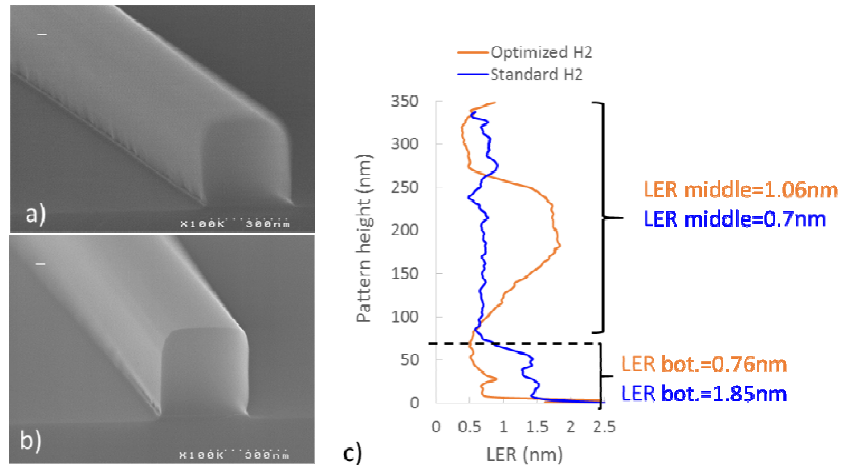 a)
X100K 300nm
b)
X100K 300nm
c)
Optimized H2
Standard H2
Pattern height (nm)
350
300
250
200
150
100
50
0
0
0.5
1
1.5
2
2.5
LER (nm)
LER middle=1.06nm
LER middle=0.7nm
LER bot.=0.76nm
LER bot.=1.85nm